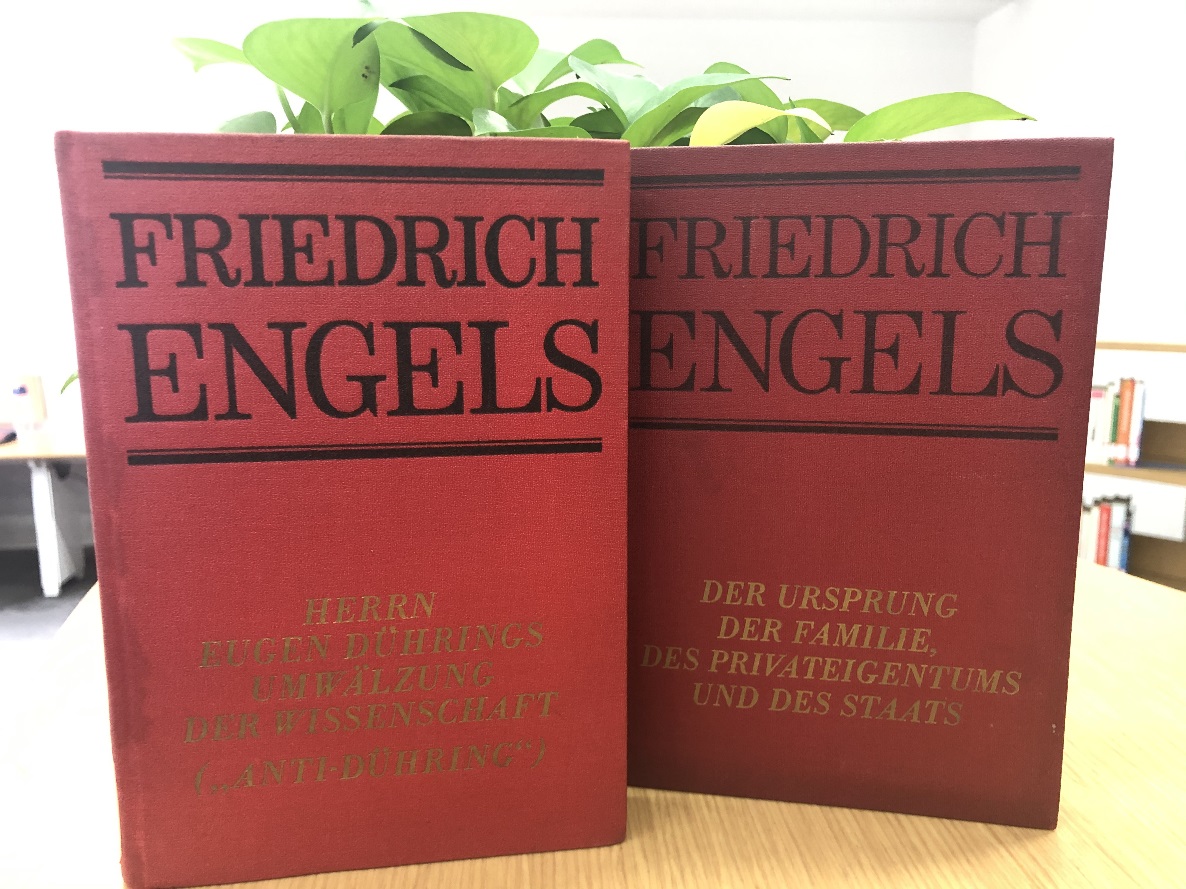 FRIEDRICH
ENGELS
HERRN
EUGEN DÜHRINGS
UMWÄLZUNG
DER WISSENSCHAFT
(„ANTI-DÜHRING“)
FRIEDRICH
ENGELS
DER URSPRUNG
DER FAMILIE,
DES PRIVATEIGENTUMS
UND DES STAATS